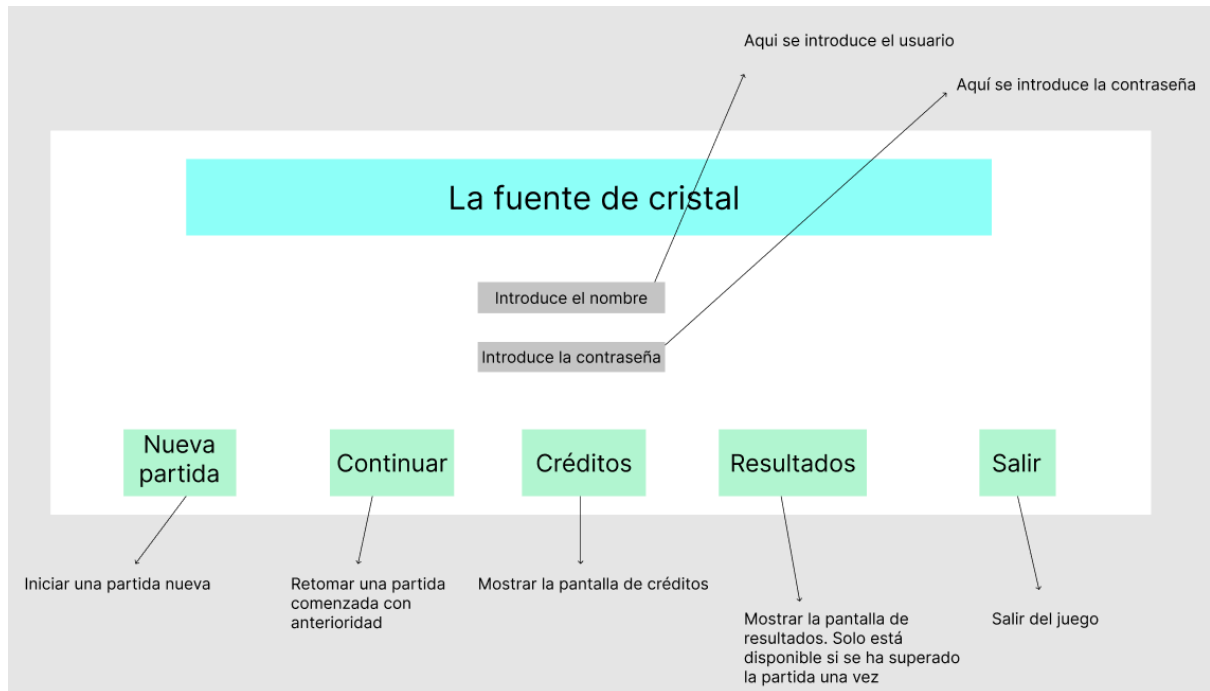 Aqui se introduce el usuario
Aquí se introduce la contraseña
La fuente de cristal
Introduce el nombre
Introduce la contraseña
Nueva
partida
Continuar
Créditos
Resultados
Salir
Iniciar una partida nueva
Retomar una partida
comenzada con
anterioridad
Mostrar la pantalla de créditos
Mostrar la pantalla de
resultados. Solo está
disponible si se ha superado
la partida una vez
Salir del juego